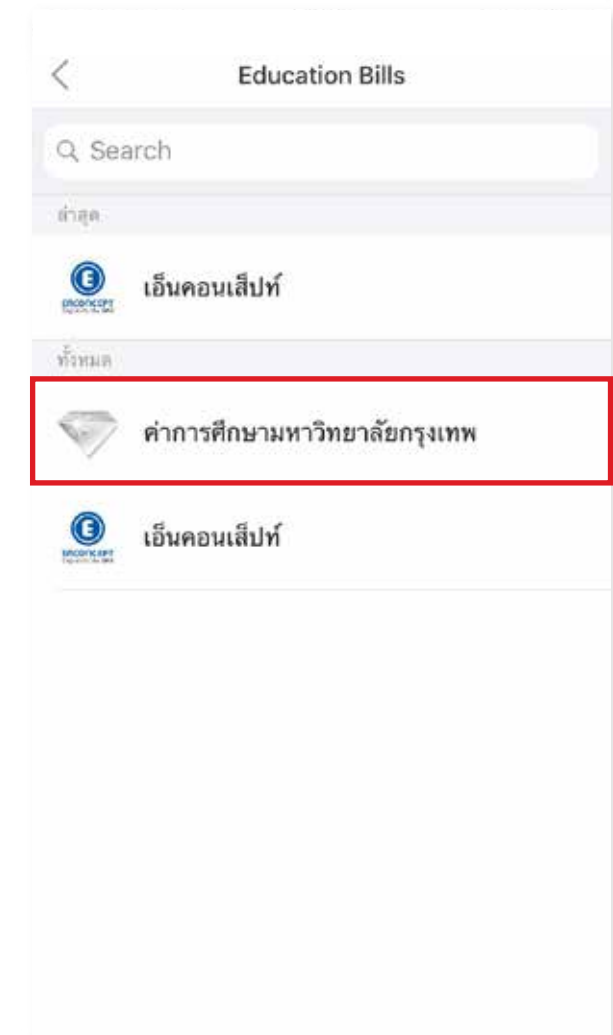 Education Bills
Search
ล่าสุด
เอ็นคอนเส็ปท์
ทั้งหมด
ค่าการศึกษามหาวิทยาลัยกรุงเทพ
เอ็นคอนเส็ปท์